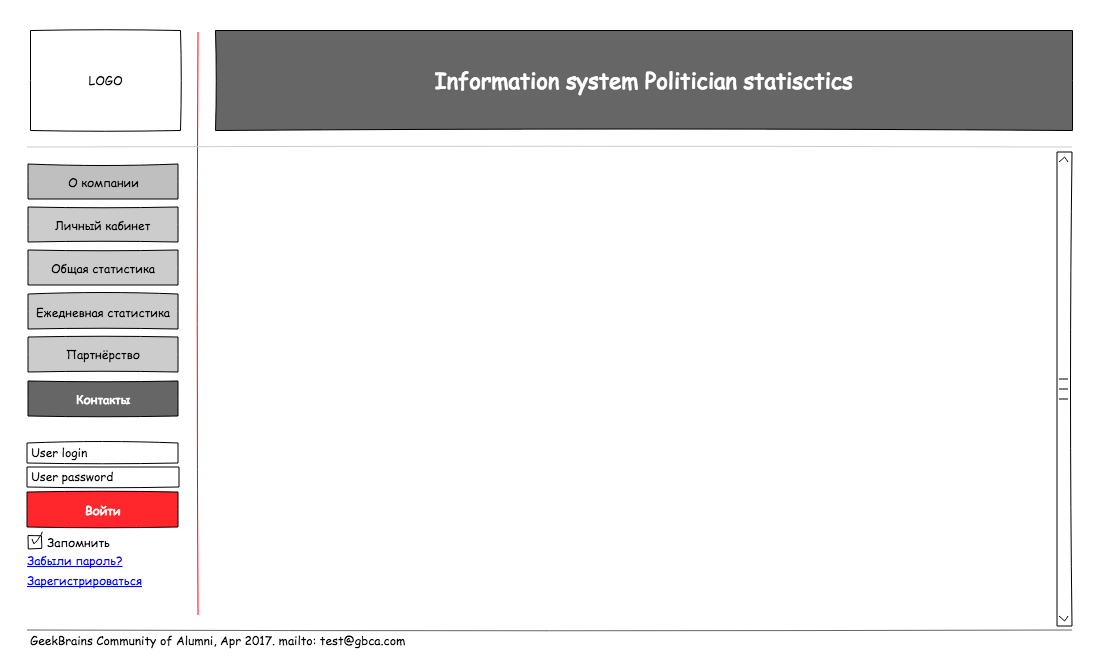 LOGO
Information system Politician statisctics
О компании
Личный кабинет
Общая статистика
Ежедневная статистика
Партнёрство
Контакты
User login
User password
Войти
Запомнить
Забыли пароль?
Зарегистрироваться
GeekBrains Community of Alumni, Apr 2017. mailto: test@gbca.com